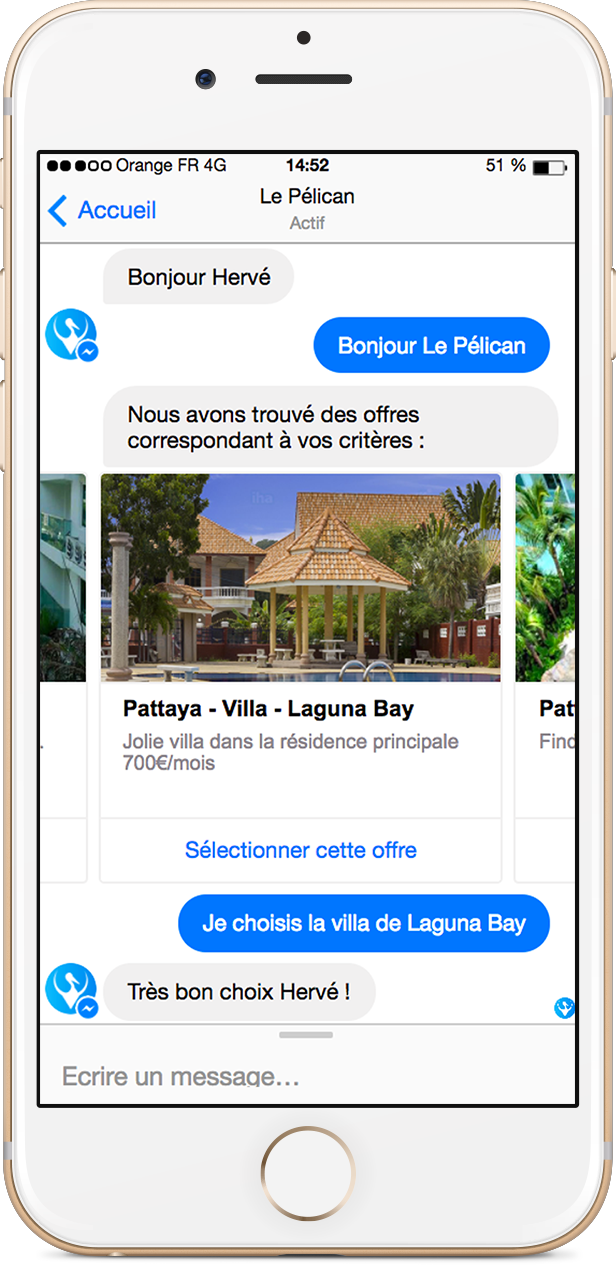 Orange FR 4G 14:52 51 %
Accueil
Le Pélican
Actif
Bonjour Hervé
Bonjour Le Pélican
Nous avons trouvé des offres
correspondant à vos critères :
iha
Pattaya - Villa - Laguna Bay
Jolie villa dans la résidence principale
700€/mois
Sélectionner cette offre
.
Pat
Find
Je choisis la villa de Laguna Bay
Très bon choix Hervé !
Ecrire un message...